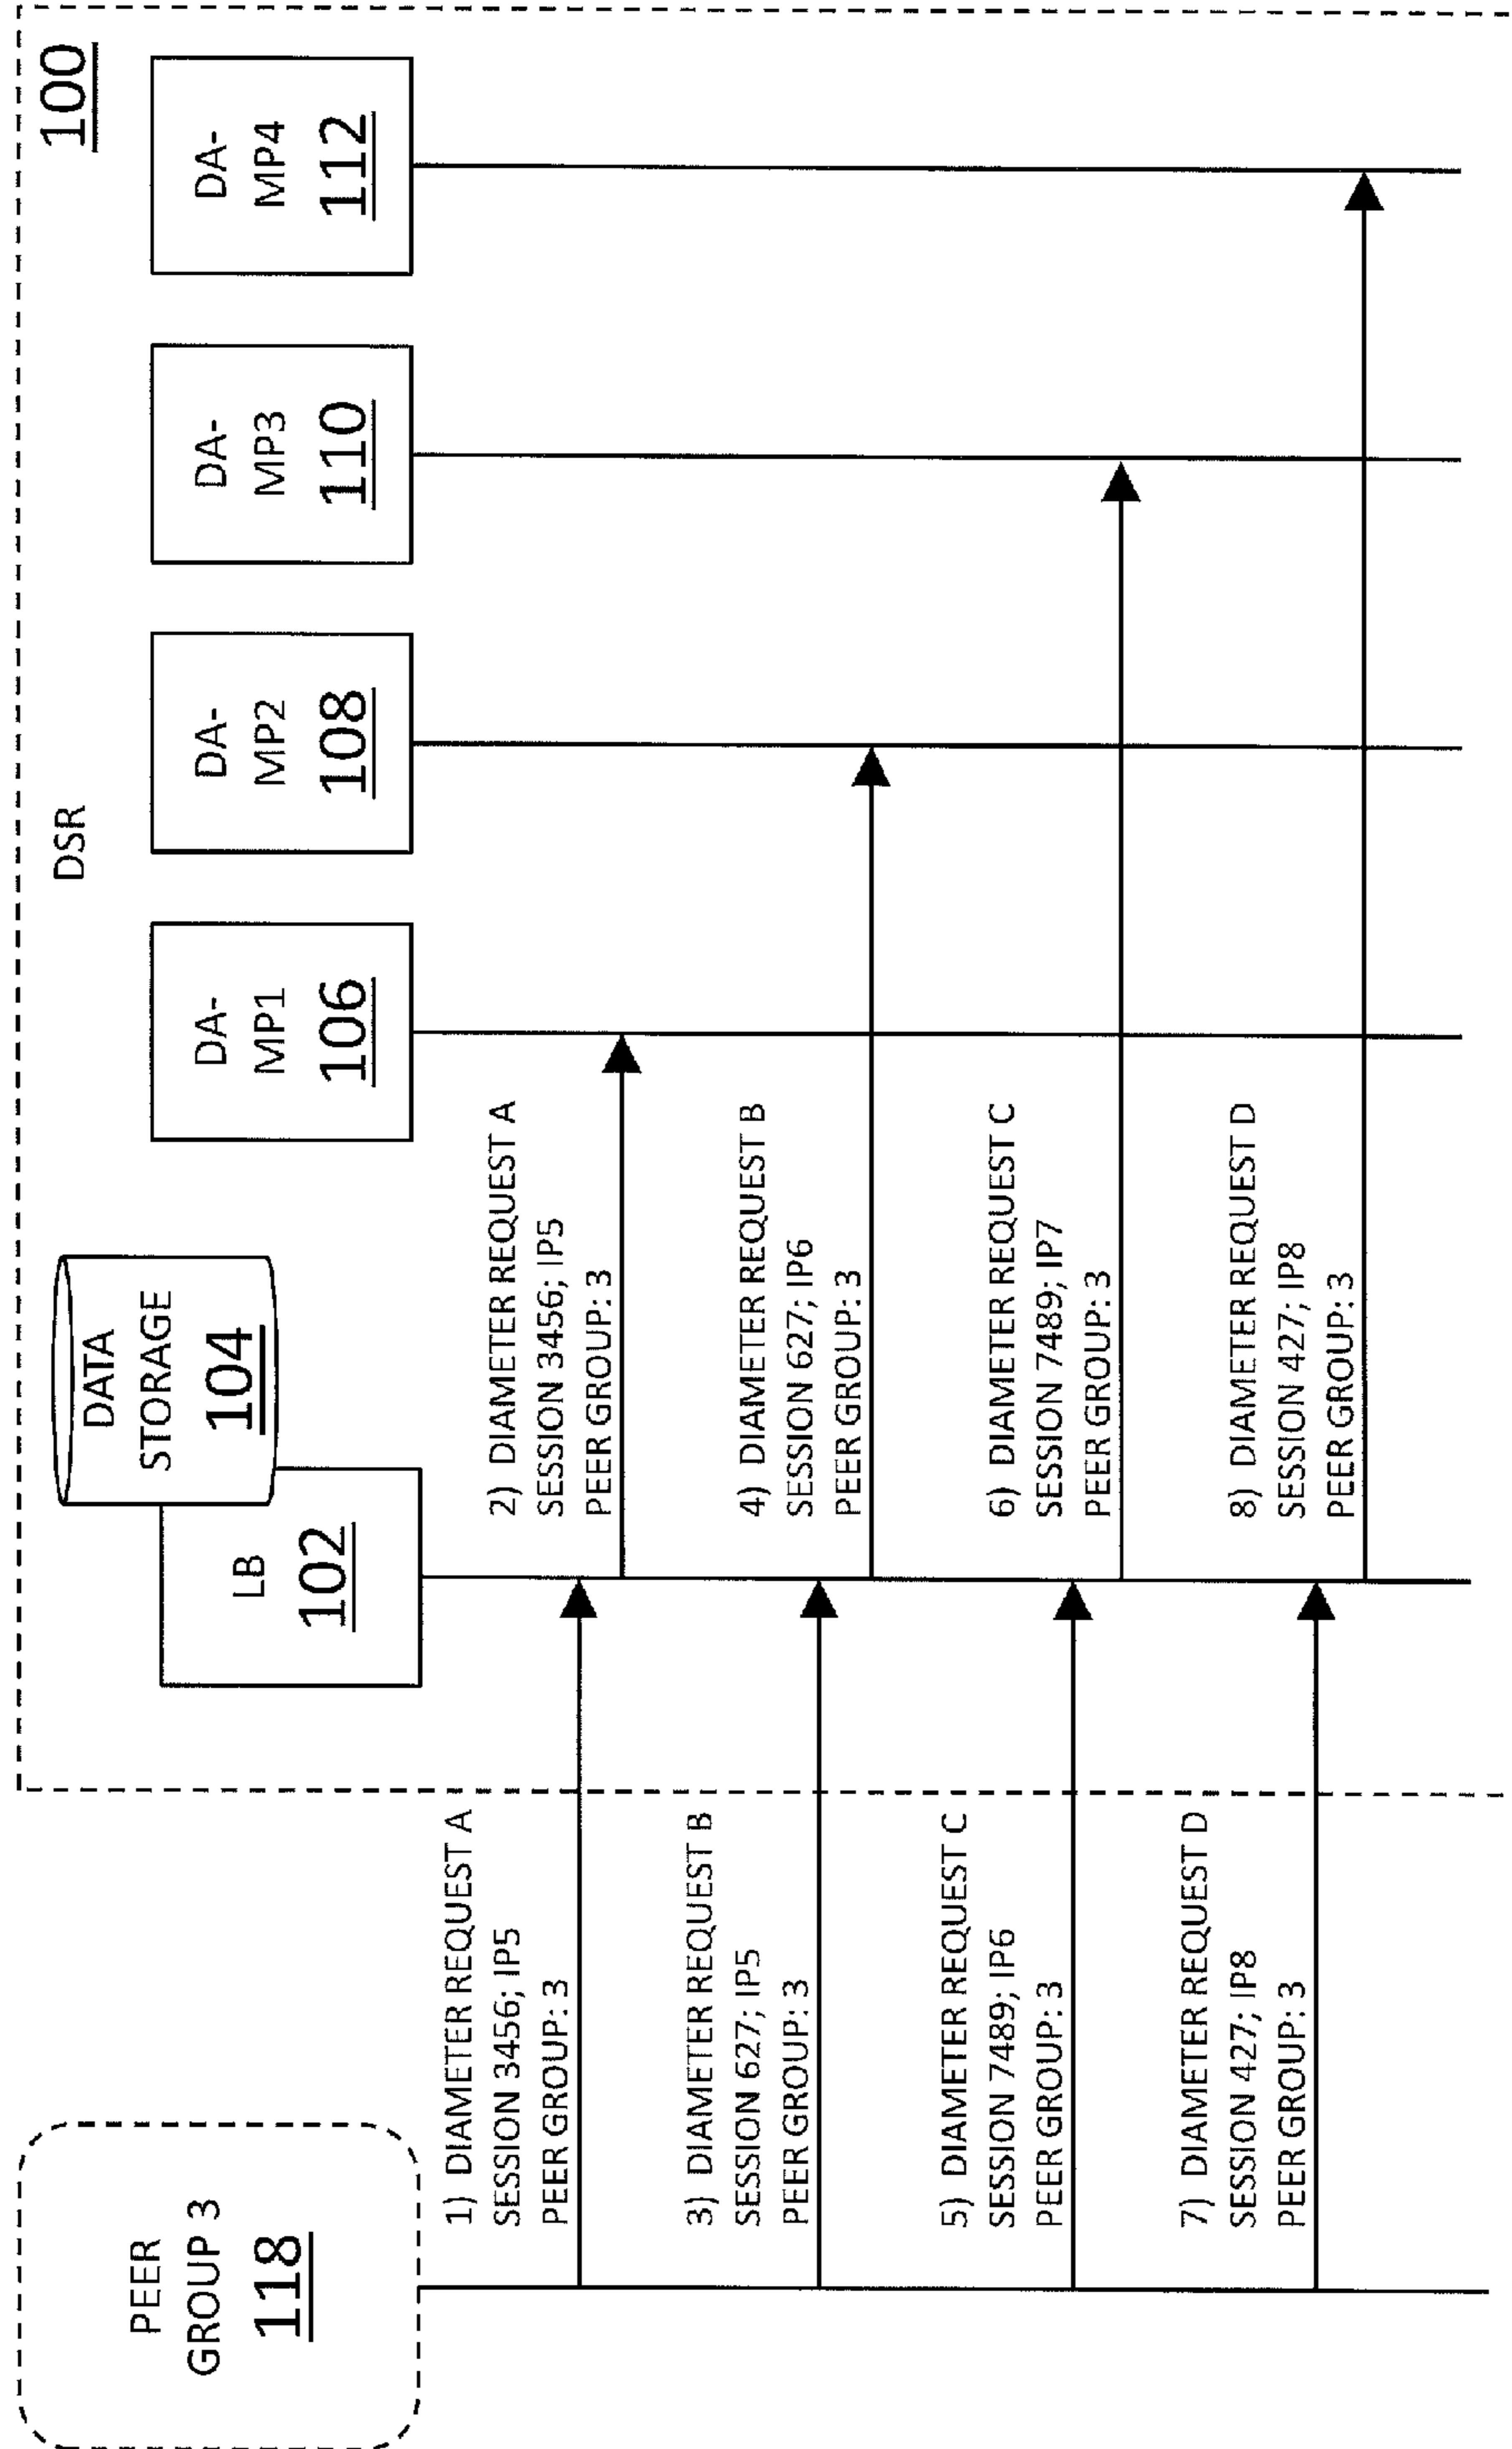 100
DSR
PEER
GROUP 3
118
LB
102
DATA
STORAGE
104
DA-
MP1
106
DA-
MP2
108
DA-
MP3
110
DA-
MP4
112
1) DIAMETER REQUEST A
SESSION 3456; IP5
PEER GROUP: 3
2) DIAMETER REQUEST A
SESSION 3456; IP5
PEER GROUP: 3
3) DIAMETER REQUEST B
SESSION 627; IP5
PEER GROUP: 3
4) DIAMETER REQUEST B
SESSION 627; IP6
PEER GROUP: 3
5) DIAMETER REQUEST C
SESSION 7489; IP6
PEER GROUP: 3
6) DIAMETER REQUEST C
SESSION 7489; IP7
PEER GROUP: 3
7) DIAMETER REQUEST D
SESSION 427; IP8
PEER GROUP: 3
8) DIAMETER REQUEST D
SESSION 427; IP8
PEER GROUP: 3